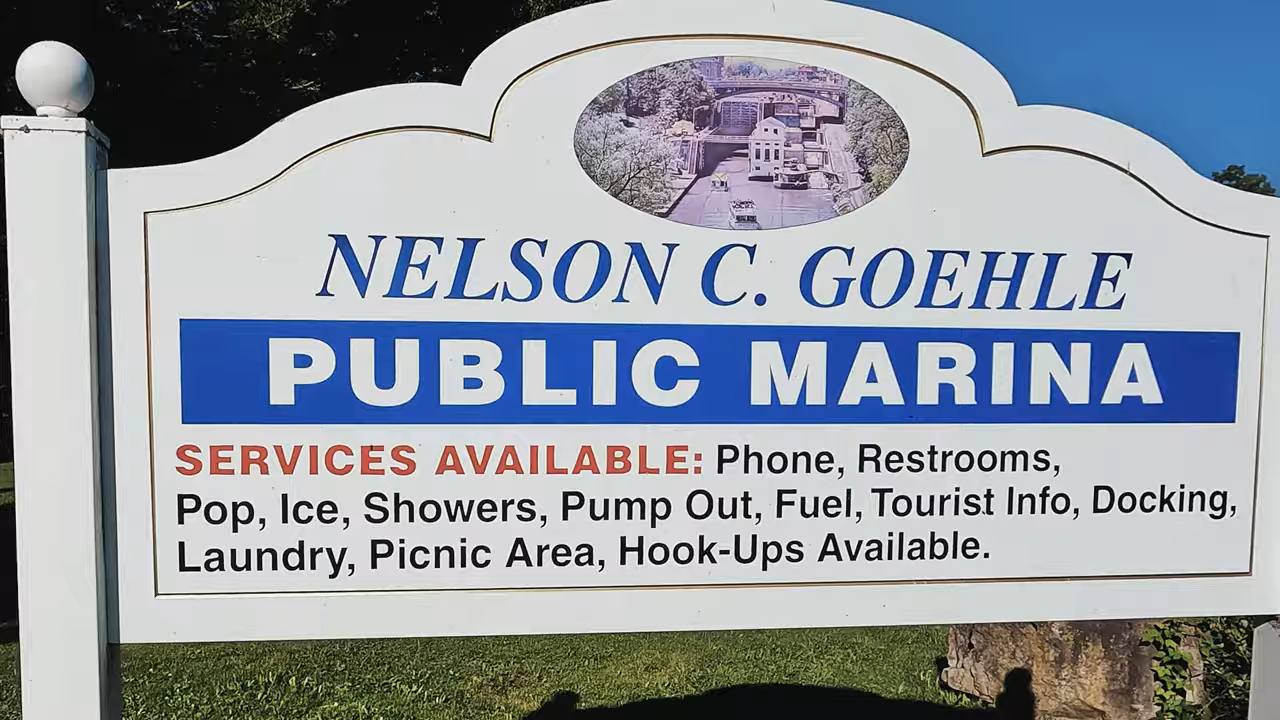 NELSON C. GOEHLE
PUBLIC MARINA
SERVICES AVAILABLE: Phone, Restrooms,
Pop, Ice, Showers, Pump Out, Fuel, Tourist Info, Docking,
Laundry, Picnic Area, Hook-Ups Available.